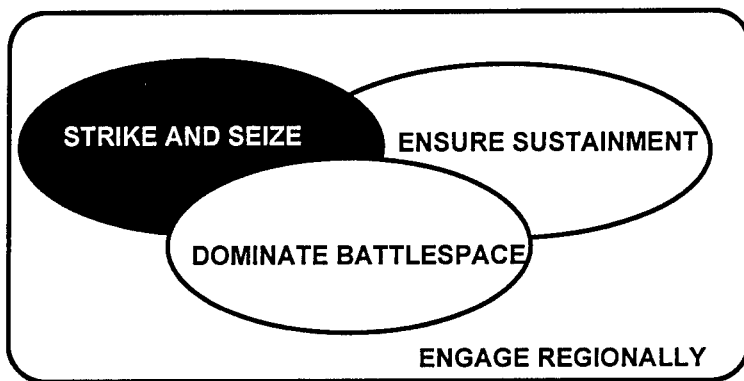 STRIKE AND SEIZE
ENSURE SUSTAINMENT
DOMINATE BATTLESPACE
ENGAGE REGIONALLY